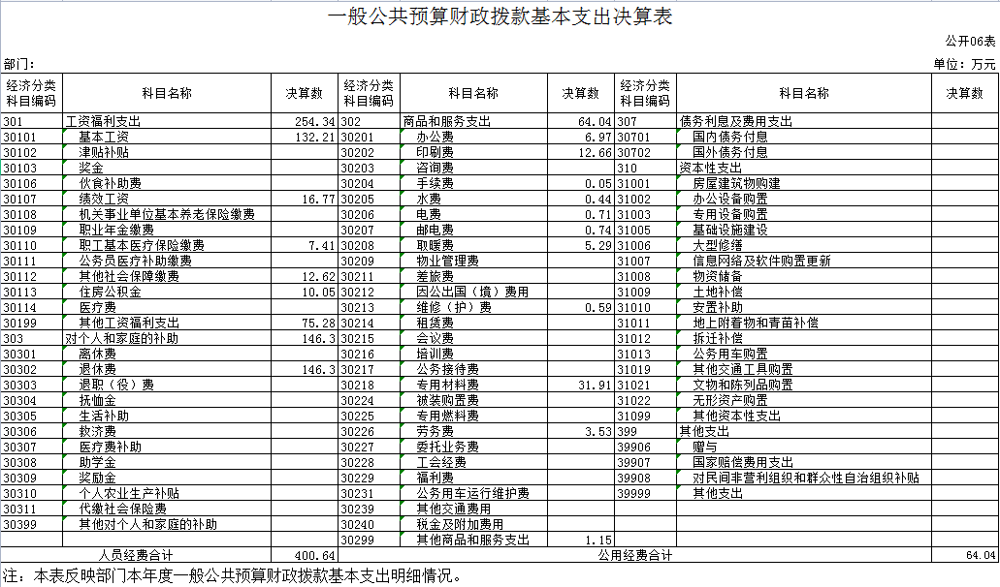 一般公共预算财政拨款基本支出决算表
公开06表
部门： 单位：万元
经济分类科目编码 科目名称 决算数 经济分类科目编码 科目名称 决算数 经济分类科目编码 科目名称 决算数
301 工资福利支出 254.34 302 商品和服务支出 64.04 307 债务利息及费用支出
30101 基本工资 132.21 30201 办公费 6.97 30701 国内债务付息
30102 津贴补贴 30202 印刷费 12.66 30702 国外债务付息
30103 奖金 30203 咨询费 310 资本性支出
30106 伙食补助费 30204 手续费 0.05 31001 房屋建筑物购建
30107 绩效工资 16.77 30205 水费 0.44 31002 办公设备购置
30108 机关事业单位基本养老保险缴费 30206 电费 0.71 31003 专用设备购置
30109 职业年金缴费 30207 邮电费 0.74 31005 基础设施建设
30110 职工基本医疗保险缴费 7.41 30208 取暖费 5.29 31006 大型修缮
30111 公务员医疗补助缴费 30209 物业管理费 31007 信息网络及软件购置更新
30112 其他社会保障缴费 12.62 30211 差旅费 31008 物资储备
30113 住房公积金 10.05 30212 因公出国（境）费用 31009 土地补偿
30114 医疗费 30213 维修（护）费 0.59 31010 安置补助
30199 其他工资福利支出 75.28 30214 租赁费 31011 地上附着物和青苗补偿
303 对个人和家庭的补助 146.3 30215 会议费 31012 拆迁补偿
30301 离休费 30216 培训费 31013 公务用车购置
30302 退休费 146.3 30217 公务接待费 31019 其他交通工具购置
30303 退职（役）费 30218 专用材料费 31.91 31021 文物和陈列品购置
30304 抚恤金 30224 被装购置费 31022 无形资产购置
30305 生活补助 30225 专用燃料费 31099 其他资本性支出
30306 救济费 30226 劳务费 3.53 399 其他支出
30307 医疗费补助 30227 委托业务费 39906 赠与
30308 助学金 30228 工会经费 39907 国家赔偿费用支出
30309 奖励金 30229 福利费 39908 对民间非营利组织和群众性自治组织补贴
30310 个人农业生产补贴 30231 公务用车运行维护费 39999 其他支出
30311 代缴社会保险费 30239 其他交通费用
30399 其他对个人和家庭的补助 30240 税金及附加费用
30299 其他商品和服务支出 1.15
人员经费合计 400.64 公用经费合计 64.04
注：本表反映部门本年度一般公共预算财政拨款基本支出明细情况。